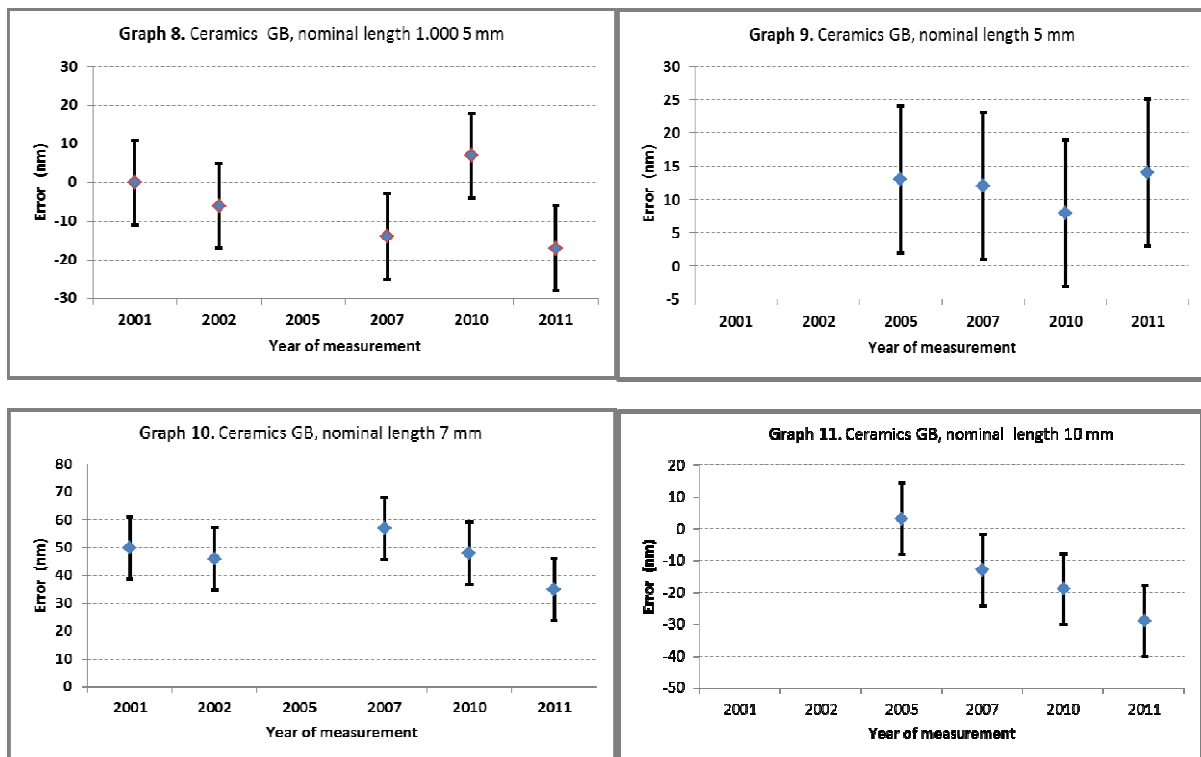 Graph 8. Ceramics GB, nominal length 1.000 5 mm
30
20
10
0
-10
-20
-30
Error (nm)
2001 2002 2005 2007 2010 2011
Year of measurement
Graph 9. Ceramics GB, nominal length 5 mm
30
25
20
15
10
5
0
-5
Error (nm)
2001 2002 2005 2007 2010 2011
Year of measurement
Graph 10. Ceramics GB, nominal length 7 mm
80
70
60
50
40
30
20
10
0
Error (nm)
2001 2002 2005 2007 2010 2011
Year of measurement
Graph 11. Ceramics GB, nominal length 10 mm
20
10
0
-10
-20
-30
-40
-50
Error (nm)
2001 2002 2005 2007 2010 2011
Year of measurement